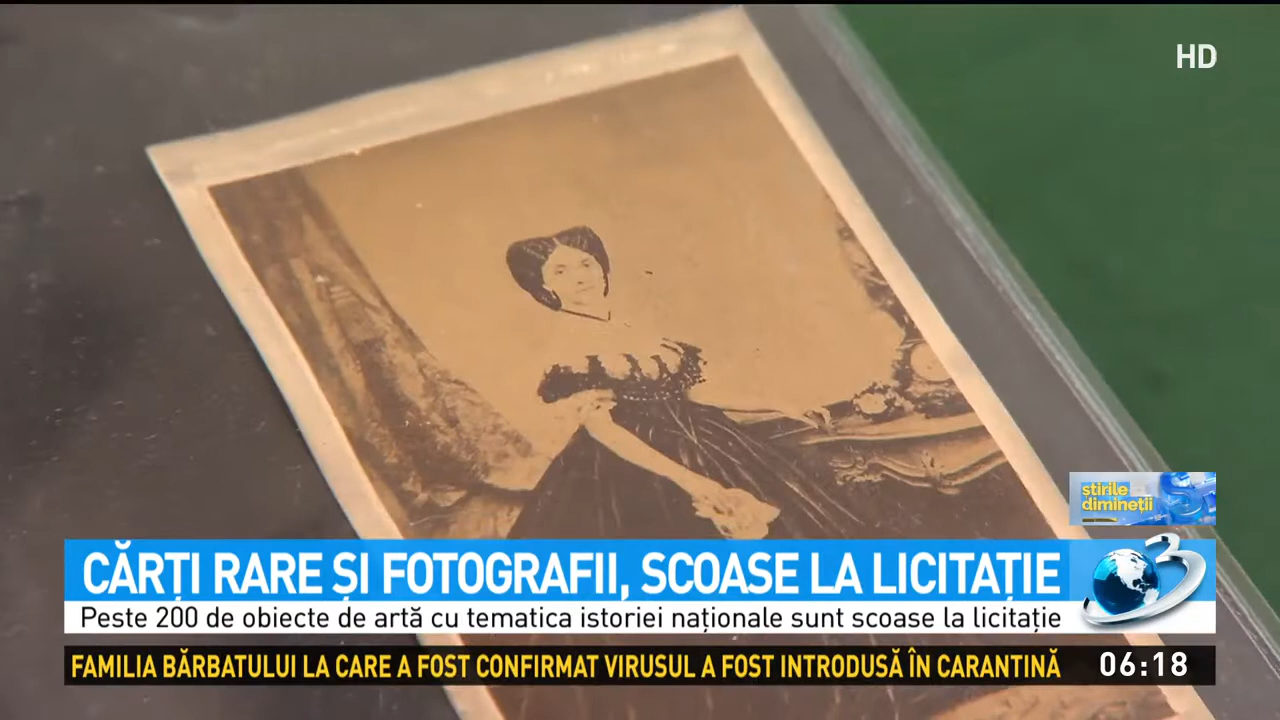 HD
știrile
dimineții
CĂRȚI RARE ȘI FOTOGRAFII, SCOASE LA LICITAȚIE
3
Peste 200 de obiecte de artă cu tematica istoriei naționale sunt scoase la licitație
FAMILIA BĂRBATULUI LA CARE A FOST CONFIRMAT VIRUSUL A FOST INTRODUSĂ ÎN CARANTINĂ
06:18